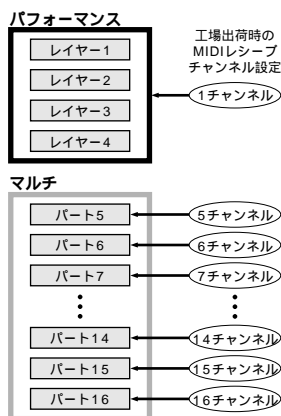 パフォーマンス
工場出荷時の
MIDIレシーブ
チャンネル設定
レイヤー1
レイヤー2
1チャンネル
レイヤー3
レイヤー4
マルチ
パート5
5チャンネル
パート6
6チャンネル
パート7
7チャンネル
パート14
14チャンネル
パート15
15チャンネル
パート16
16チャンネル